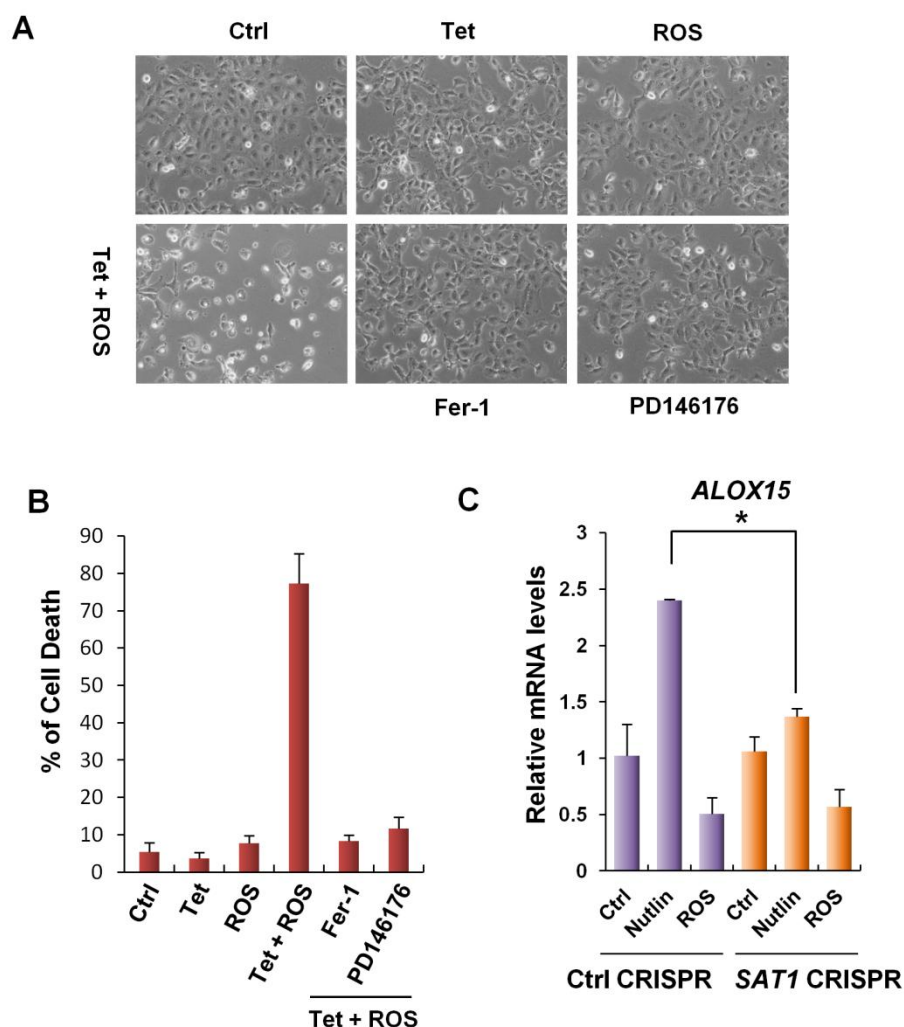 A
Ctrl
Tet
ROS
Tet + ROS
Fer-1
PD146176
B
% of Cell Death
90
80
70
60
50
40
30
20
10
0
Ctrl
Tet
ROS
Tet + ROS
Fer-1
PD146176
Tet + ROS
C
ALOX15
*
Relative mRNA levels
3
2.5
2
1.5
1
0.5
0
Ctrl
Nutlin
ROS
Ctrl
Nutlin
ROS
Ctrl CRISPR
SAT1 CRISPR